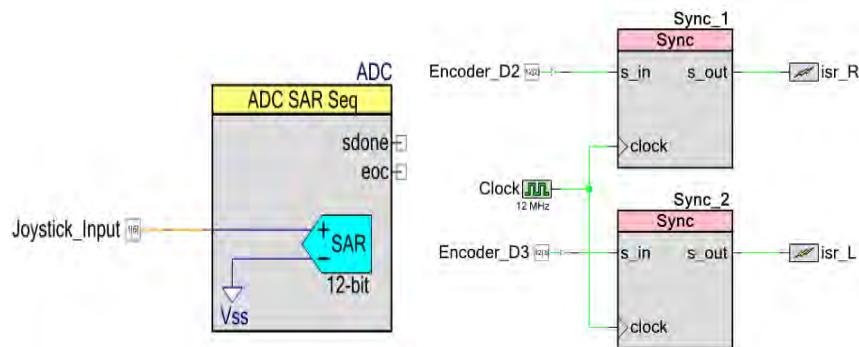 ADC
ADC SAR Seq
sdone
eoc
Joystick_Input
+
SAR
-
12-bit
Vss
Sync_1
Sync
Encoder_D2
s_in
s_out
isr_R
clock
Clock
12 MHz
Sync_2
Sync
Encoder_D3
s_in
s_out
isr_L
clock